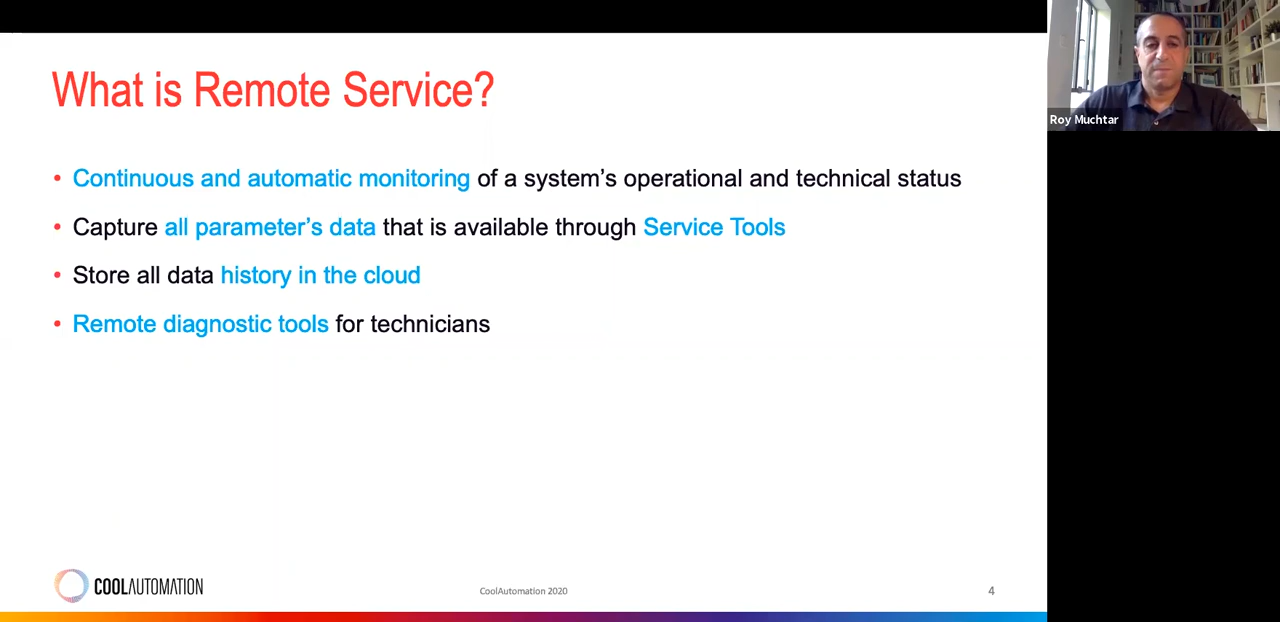 What is Remote Service?
Roy Muchtar
• Continuous and automatic monitoring of a system’s operational and technical status
• Capture all parameter’s data that is available through Service Tools
• Store all data history in the cloud
• Remote diagnostic tools for technicians
COOLAUTOMATION
CoolAutomation 2020
4